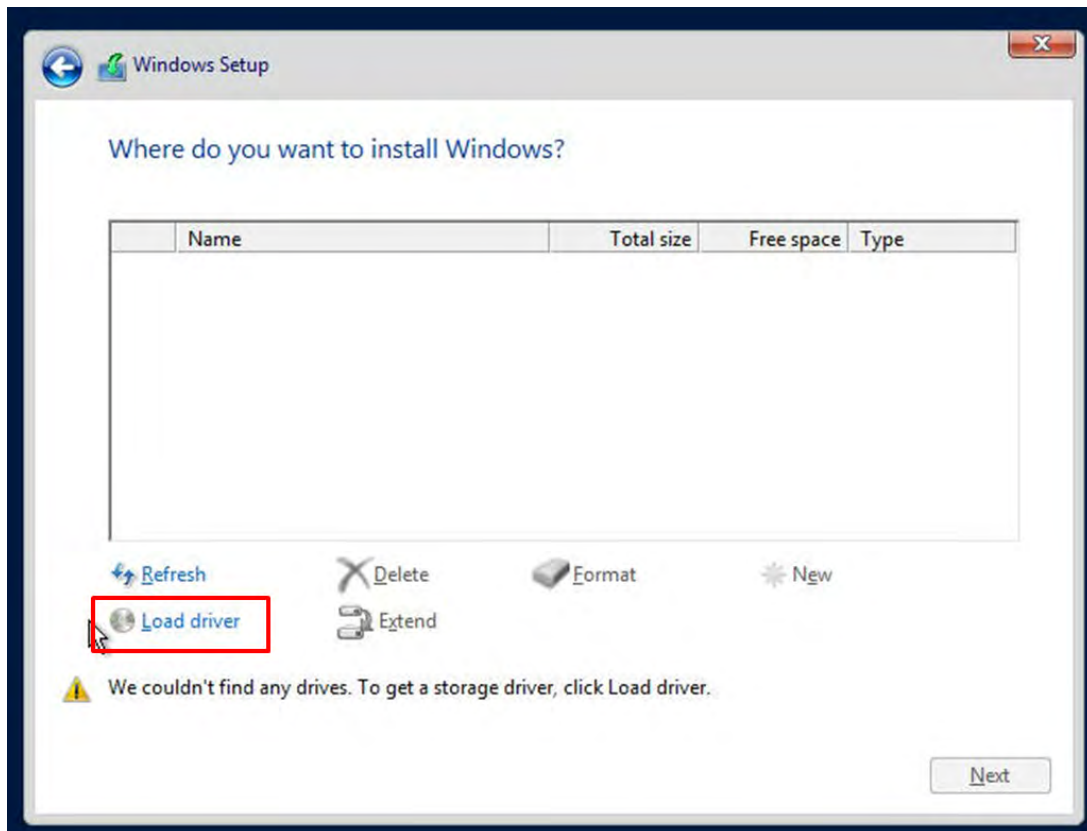 Windows Setup
Where do you want to install Windows?
Name Total size Free space Type
Refresh Delete Format New
Load driver Extend
We couldn't find any drives. To get a storage driver, click Load driver.
Next